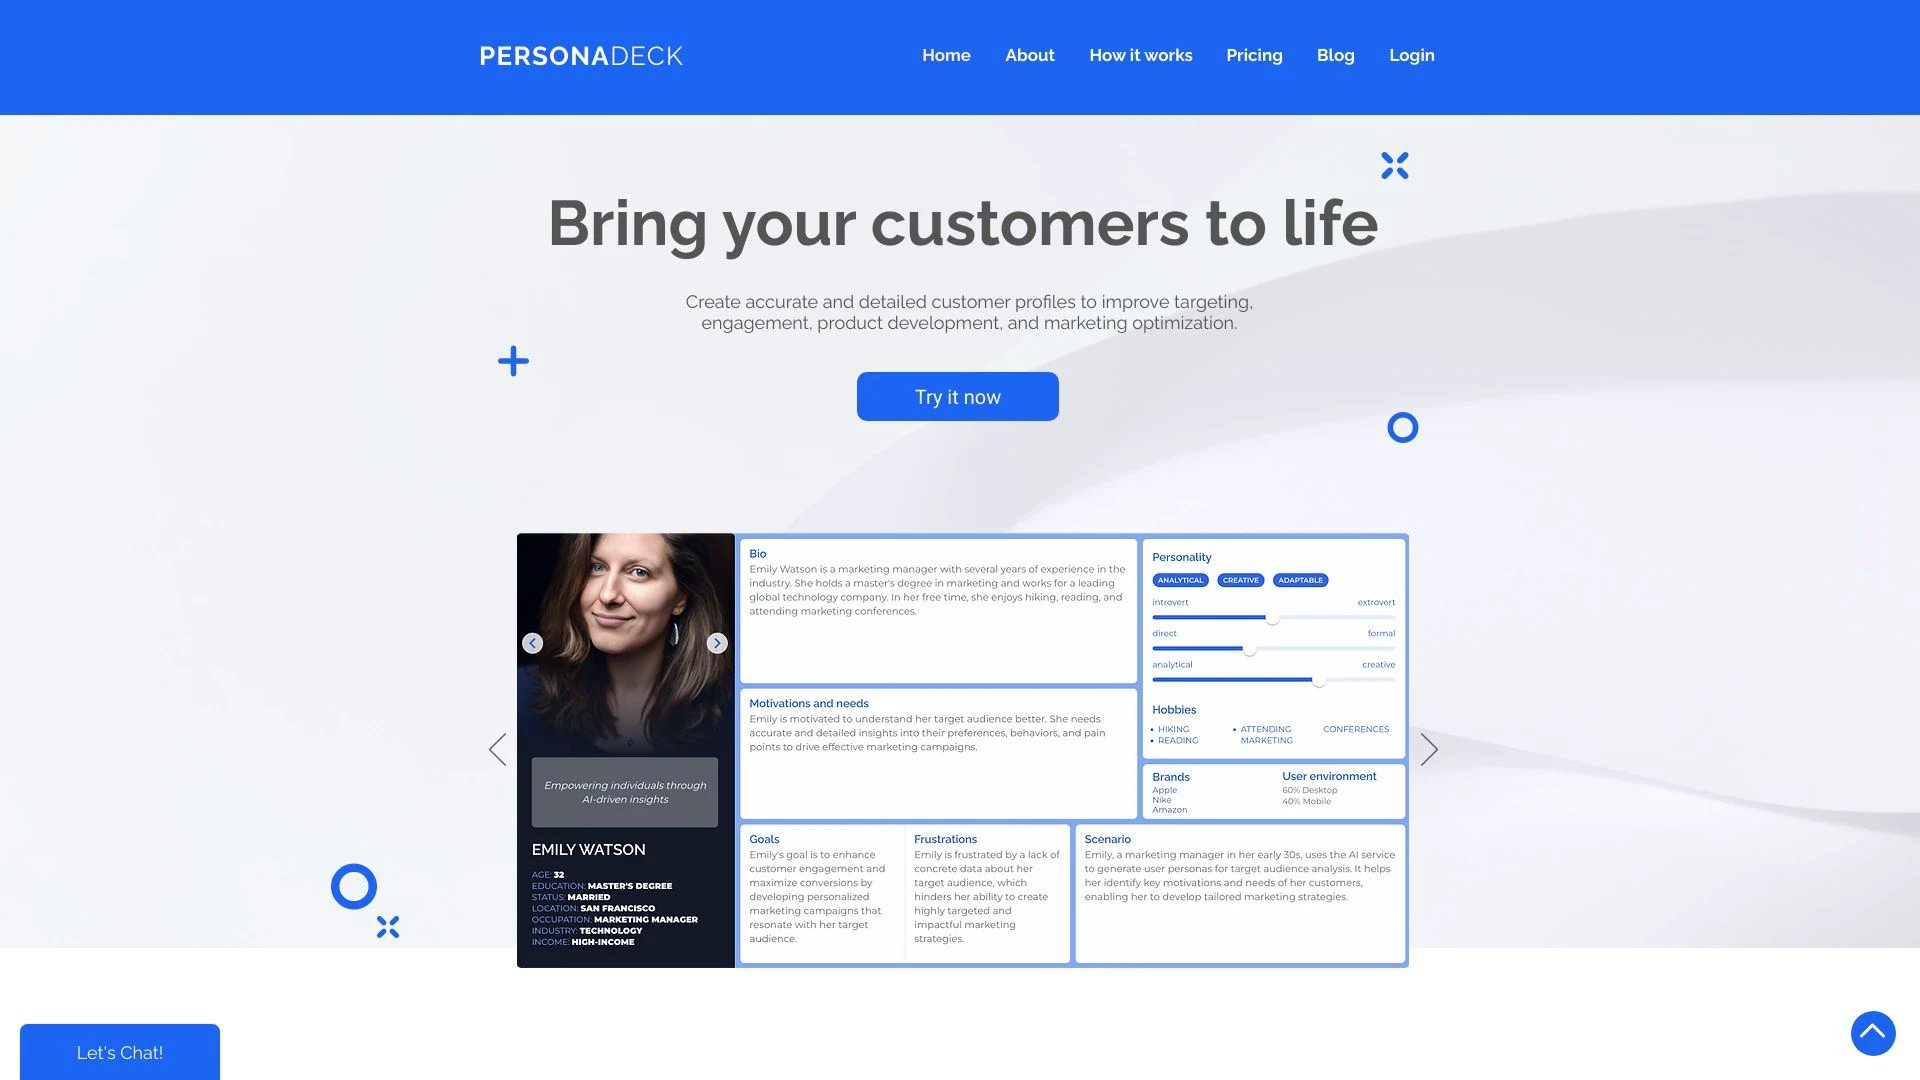 PERSONADECK
Home
About
How it works
Pricing
Blog
Login
Bring your customers to life
Create accurate and detailed customer profiles to improve targeting,
engagement, product development, and marketing optimization.
Try it now
Empowering individuals through
AI-driven insights
EMILY WATSON
AGE: 32
EDUCATION: MASTER'S DEGREE
STATUS: MARRIED
LOCATION: SAN FRANCISCO
OCCUPATION: MARKETING MANAGER
INDUSTRY: TECHNOLOGY
INCOME: HIGH-INCOME
Bio
Emily Watson is a marketing manager with several years of experience in the
industry. She holds a master's degree in marketing and works for a leading
global technology company. In her free time, she enjoys hiking, reading, and
attending marketing conferences.
Motivations and needs
Emily is motivated to understand her target audience better. She needs
accurate and detailed insights into their preferences, behaviors, and pain
points to drive effective marketing campaigns.
Goals
Emily's goal is to enhance
customer engagement and
maximize conversions by
developing personalized
marketing campaigns that
resonate with her target
audience.
Frustrations
Emily is frustrated by a lack of
concrete data about her
target audience, which
hinders her ability to create
highly targeted and
impactful marketing
strategies.
Personality
ANALYTICAL
CREATIVE
ADAPTABLE
introvert
extrovert
direct
formal
analytical
creative
Hobbies
• HIKING
• READING
• ATTENDING
MARKETING
CONFERENCES
Brands
Apple
Nike
Amazon
User environment
60% Desktop
40% Mobile
Scenario
Emily, a marketing manager in her early 30s, uses the AI service
to generate user personas for target audience analysis. It helps
her identify key motivations and needs of her customers,
enabling her to develop tailored marketing strategies.
Let's Chat!